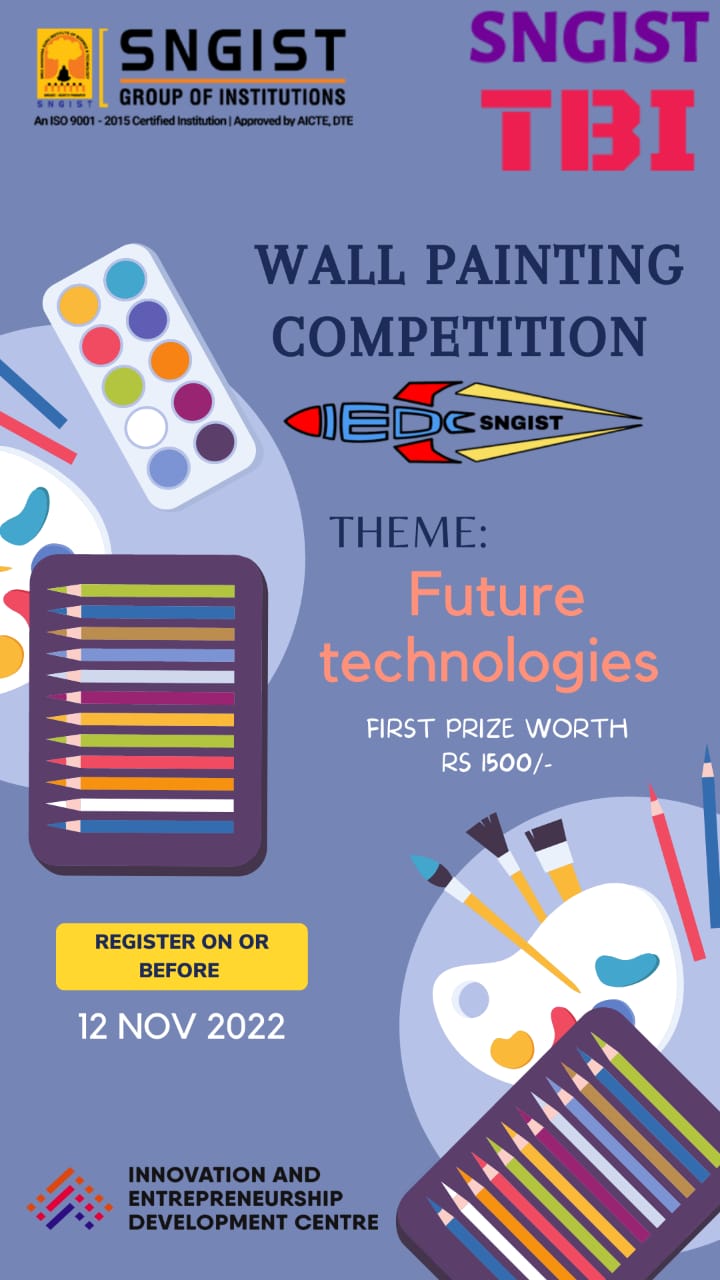 SNGIST
GROUP OF INSTITUTIONS
SNGIST
An ISO 9001 - 2015 Certified Institution | Approved by AICTE, DTE
SNGIST
TBI
WALL PAINTING
COMPETITION
IEDC SNGIST
THEME:
Future
technologies
FIRST PRIZE WORTH
RS 1500/-
REGISTER ON OR
BEFORE
12 NOV 2022
INNOVATION AND
ENTREPRENEURSHIP
DEVELOPMENT CENTRE